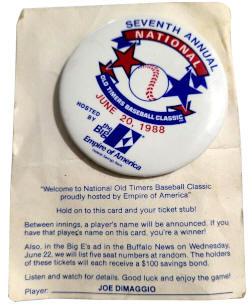 SEVENTH ANNUAL
NATIONAL
OLD TIMERS BASEBALL CLASSIC
JUNE 20, 1988
HOSTED
BY
the
Big E
Empire of America
Federal Savings Bank
"Welcome to National Old Timers Baseball Classic
proudly hosted by Empire of America"
Hold on to this card and your ticket stub!
Between innings, a player's name will be announced. If you
have that players name on this card, you're a winner!
Also, in the Big E's ad in the Buffalo News on Wednesday,
June 22, we will list five seat numbers at random. The holders
of these tickets will each receive a $100 savings bond.
Listen and watch for details. Good luck and enjoy the game!
Player: JOE DIMAGGIO